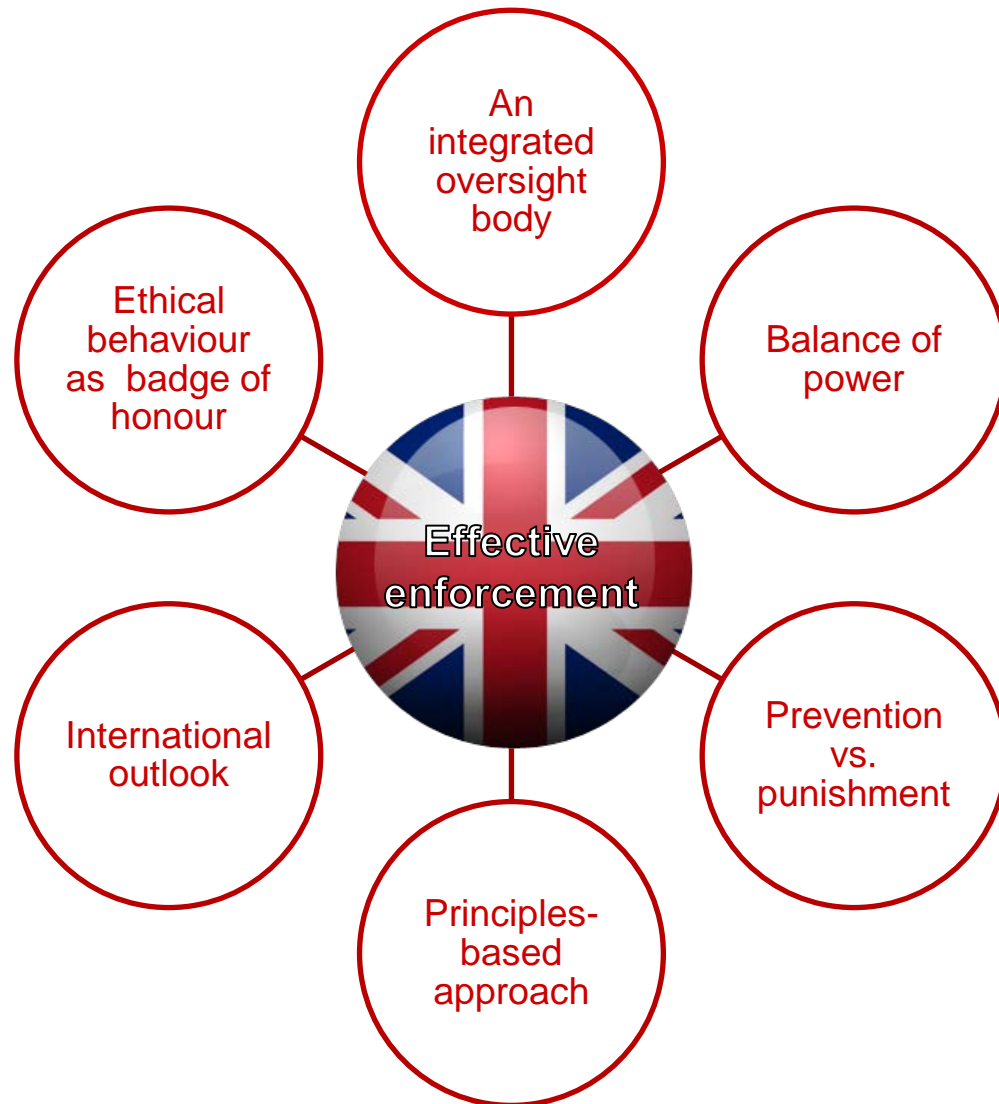 An
integrated
oversight
body
Balance of
power
Prevention
vs.
punishment
Principles-
based
approach
International
outlook
Ethical
behaviour
as  badge of
honour
Effective
enforcement